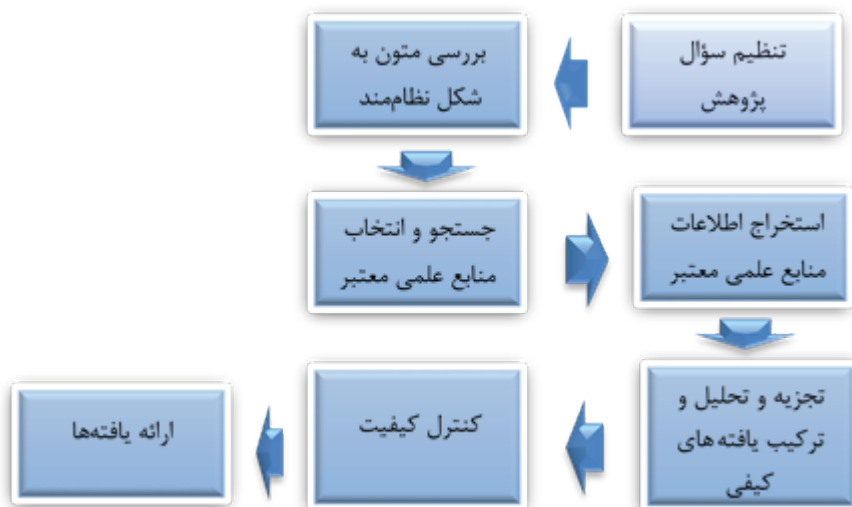 تنظیم سؤال
پژوهش
بررسی متون به
شکل نظام‌مند
جستجو و انتخاب
منابع علمی معتبر
استخراج اطلاعات
منابع علمی معتبر
تجزیه و تحلیل و
ترکیب یافته‌های
کیفی
کنترل کیفیت
ارائه یافته‌ها